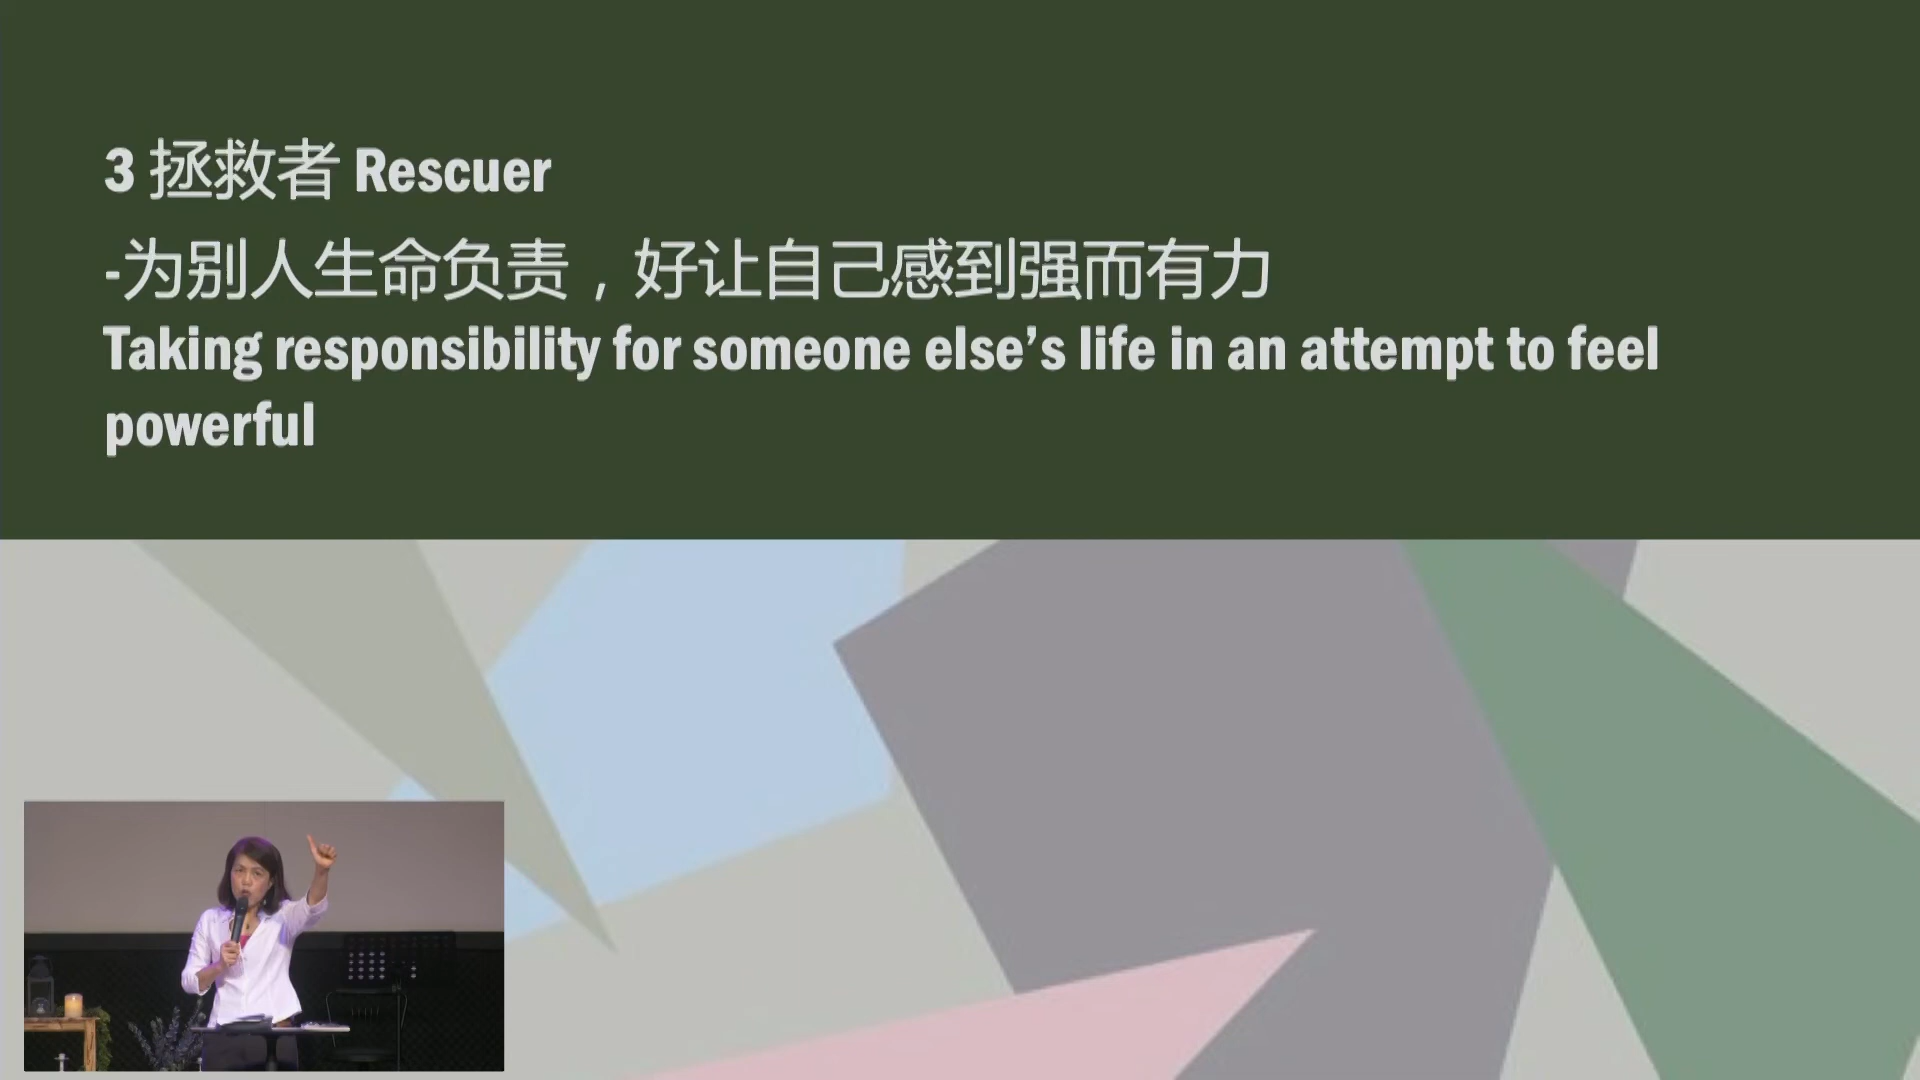 3 拯救者 Rescuer
-为别人生命负责，好让自己感到强而有力
Taking responsibility for someone else’s life in an attempt to feel
powerful